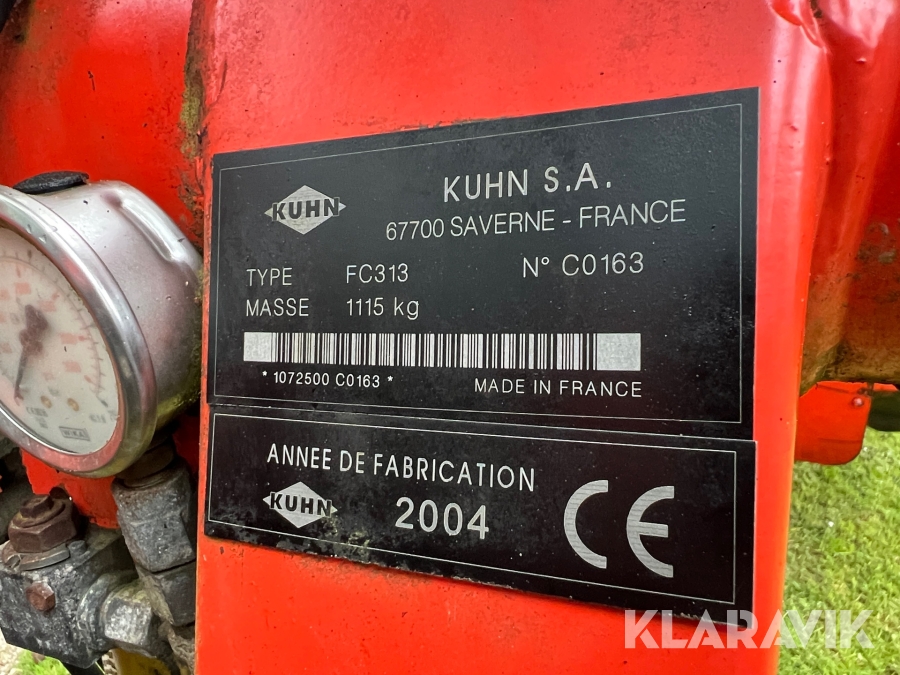 KUHN
KUHN S.A.
67700 SAVERNE - FRANCE
TYPE FC313 N° C0163
MASSE 1115 kg
* 1072500 C0163 *
MADE IN FRANCE
ANNEE DE FABRICATION
KUHN
2004
CE
WIKA
KLARAVIK